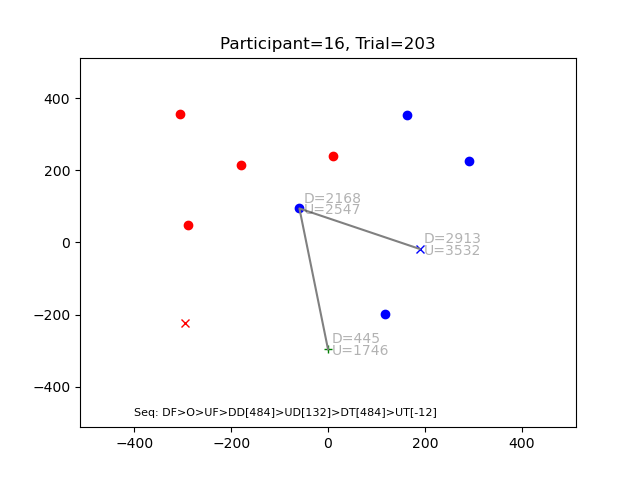 Participant=16, Trial=203
400
200
0
−200
−400
D=2168
U=2547
D=2913
U=3532
D=445
U=1746
Seq: DF>O>UF>DD[484]>UD[132]>DT[484]>UT[-12]
−400 −200 0 200 400